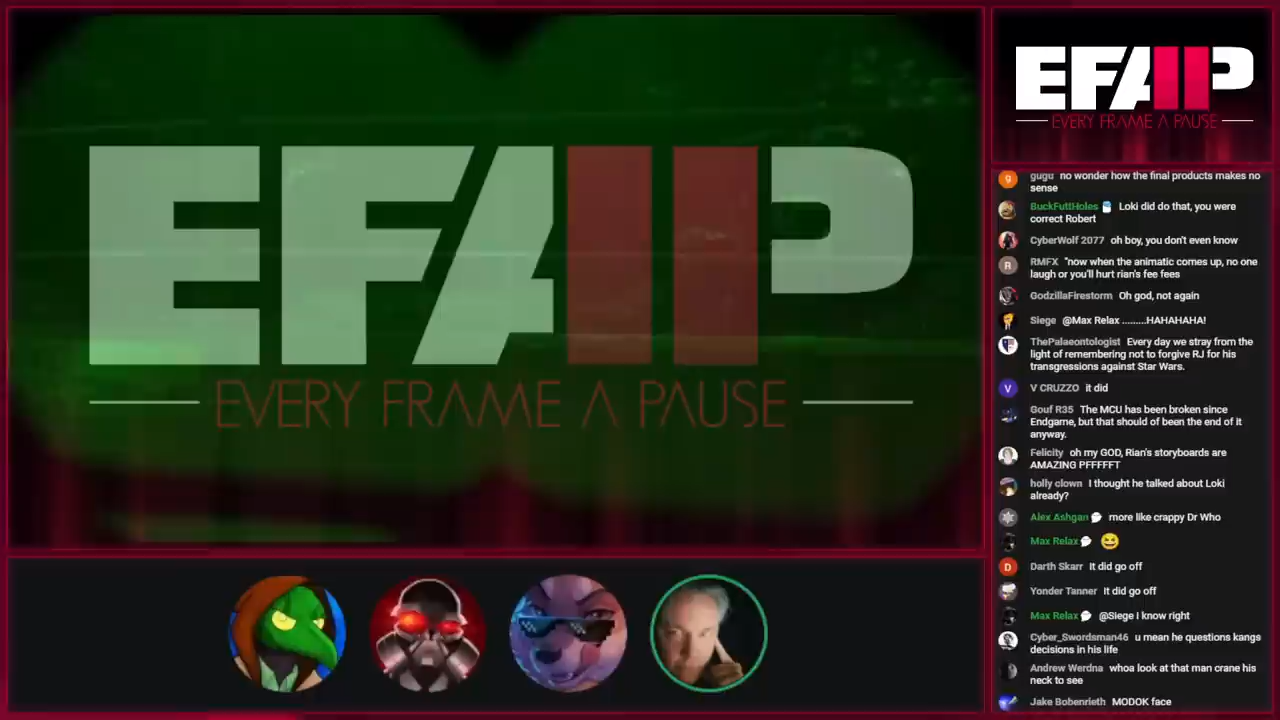 EFAP
EVERY FRAME A PAUSE
EFAP
EVERY FRAME A PAUSE
gugu no wonder how the final products makes no
sense
BuckFuttHoles Loki did do that, you were
correct Robert
CyberWolf 2077 oh boy, you don't even know
R
RMFX "now when the animatic comes up, no one
laugh or you'll hurt rian's fee fees
GodzillaFirestorm Oh god, not again
Siege @Max Relax .........HAHAHAHA!
ThePalaeontologist Every day we stray from the
light of remembering not to forgive RJ for his
transgressions against Star Wars.
V
V CRUZZO it did
Gouf R35 The MCU has been broken since
Endgame, but that should of been the end of it
anyway.
Felicity oh my GOD, Rian's storyboards are
AMAZING PFFFFFT
holly clown I thought he talked about Loki
already?
Alex Ashgan more like crappy Dr Who
Max Relax
D
Darth Skarr It did go off
Yonder Tanner It did go off
Max Relax @Siege I know right
Cyber_Swordsman46 u mean he questions kangs
decisions in his life
Andrew Werdna whoa look at that man crane his
neck to see
Jake Bobenrieth MODOK face